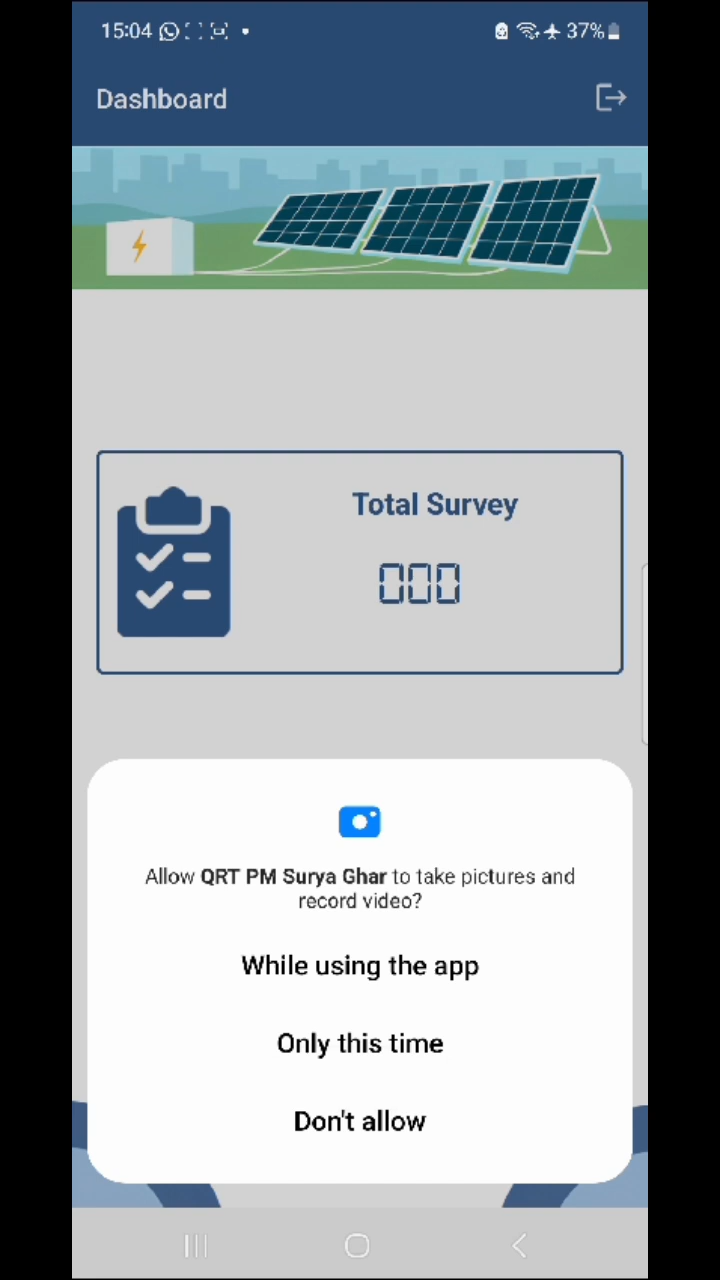 15:04
37%
Dashboard
Total Survey
000
Allow QRT PM Surya Ghar to take pictures and
record video?
While using the app
Only this time
Don't allow